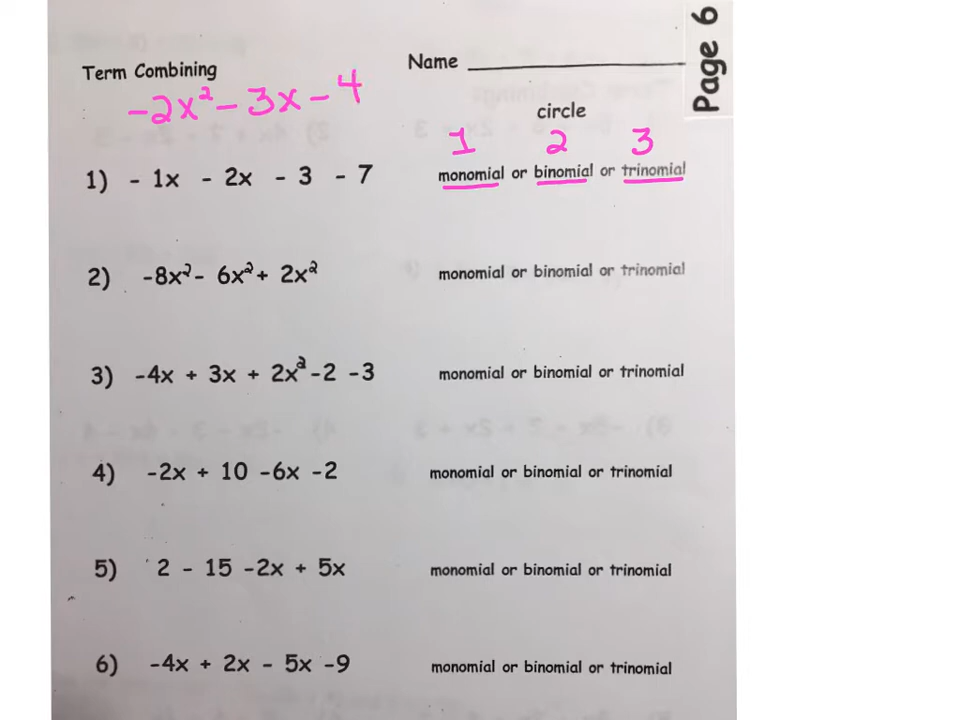 Page 6
Term Combining
Name
-2x² - 3x - 4
circle
1 2 3
1) - 1x - 2x - 3 - 7 monomial or binomial or trinomial
2) -8x² - 6x² + 2x² monomial or binomial or trinomial
3) -4x + 3x + 2x² -2 -3 monomial or binomial or trinomial
4) -2x + 10 -6x -2 monomial or binomial or trinomial
5) 2 - 15 -2x + 5x monomial or binomial or trinomial
6) -4x + 2x - 5x -9 monomial or binomial or trinomial